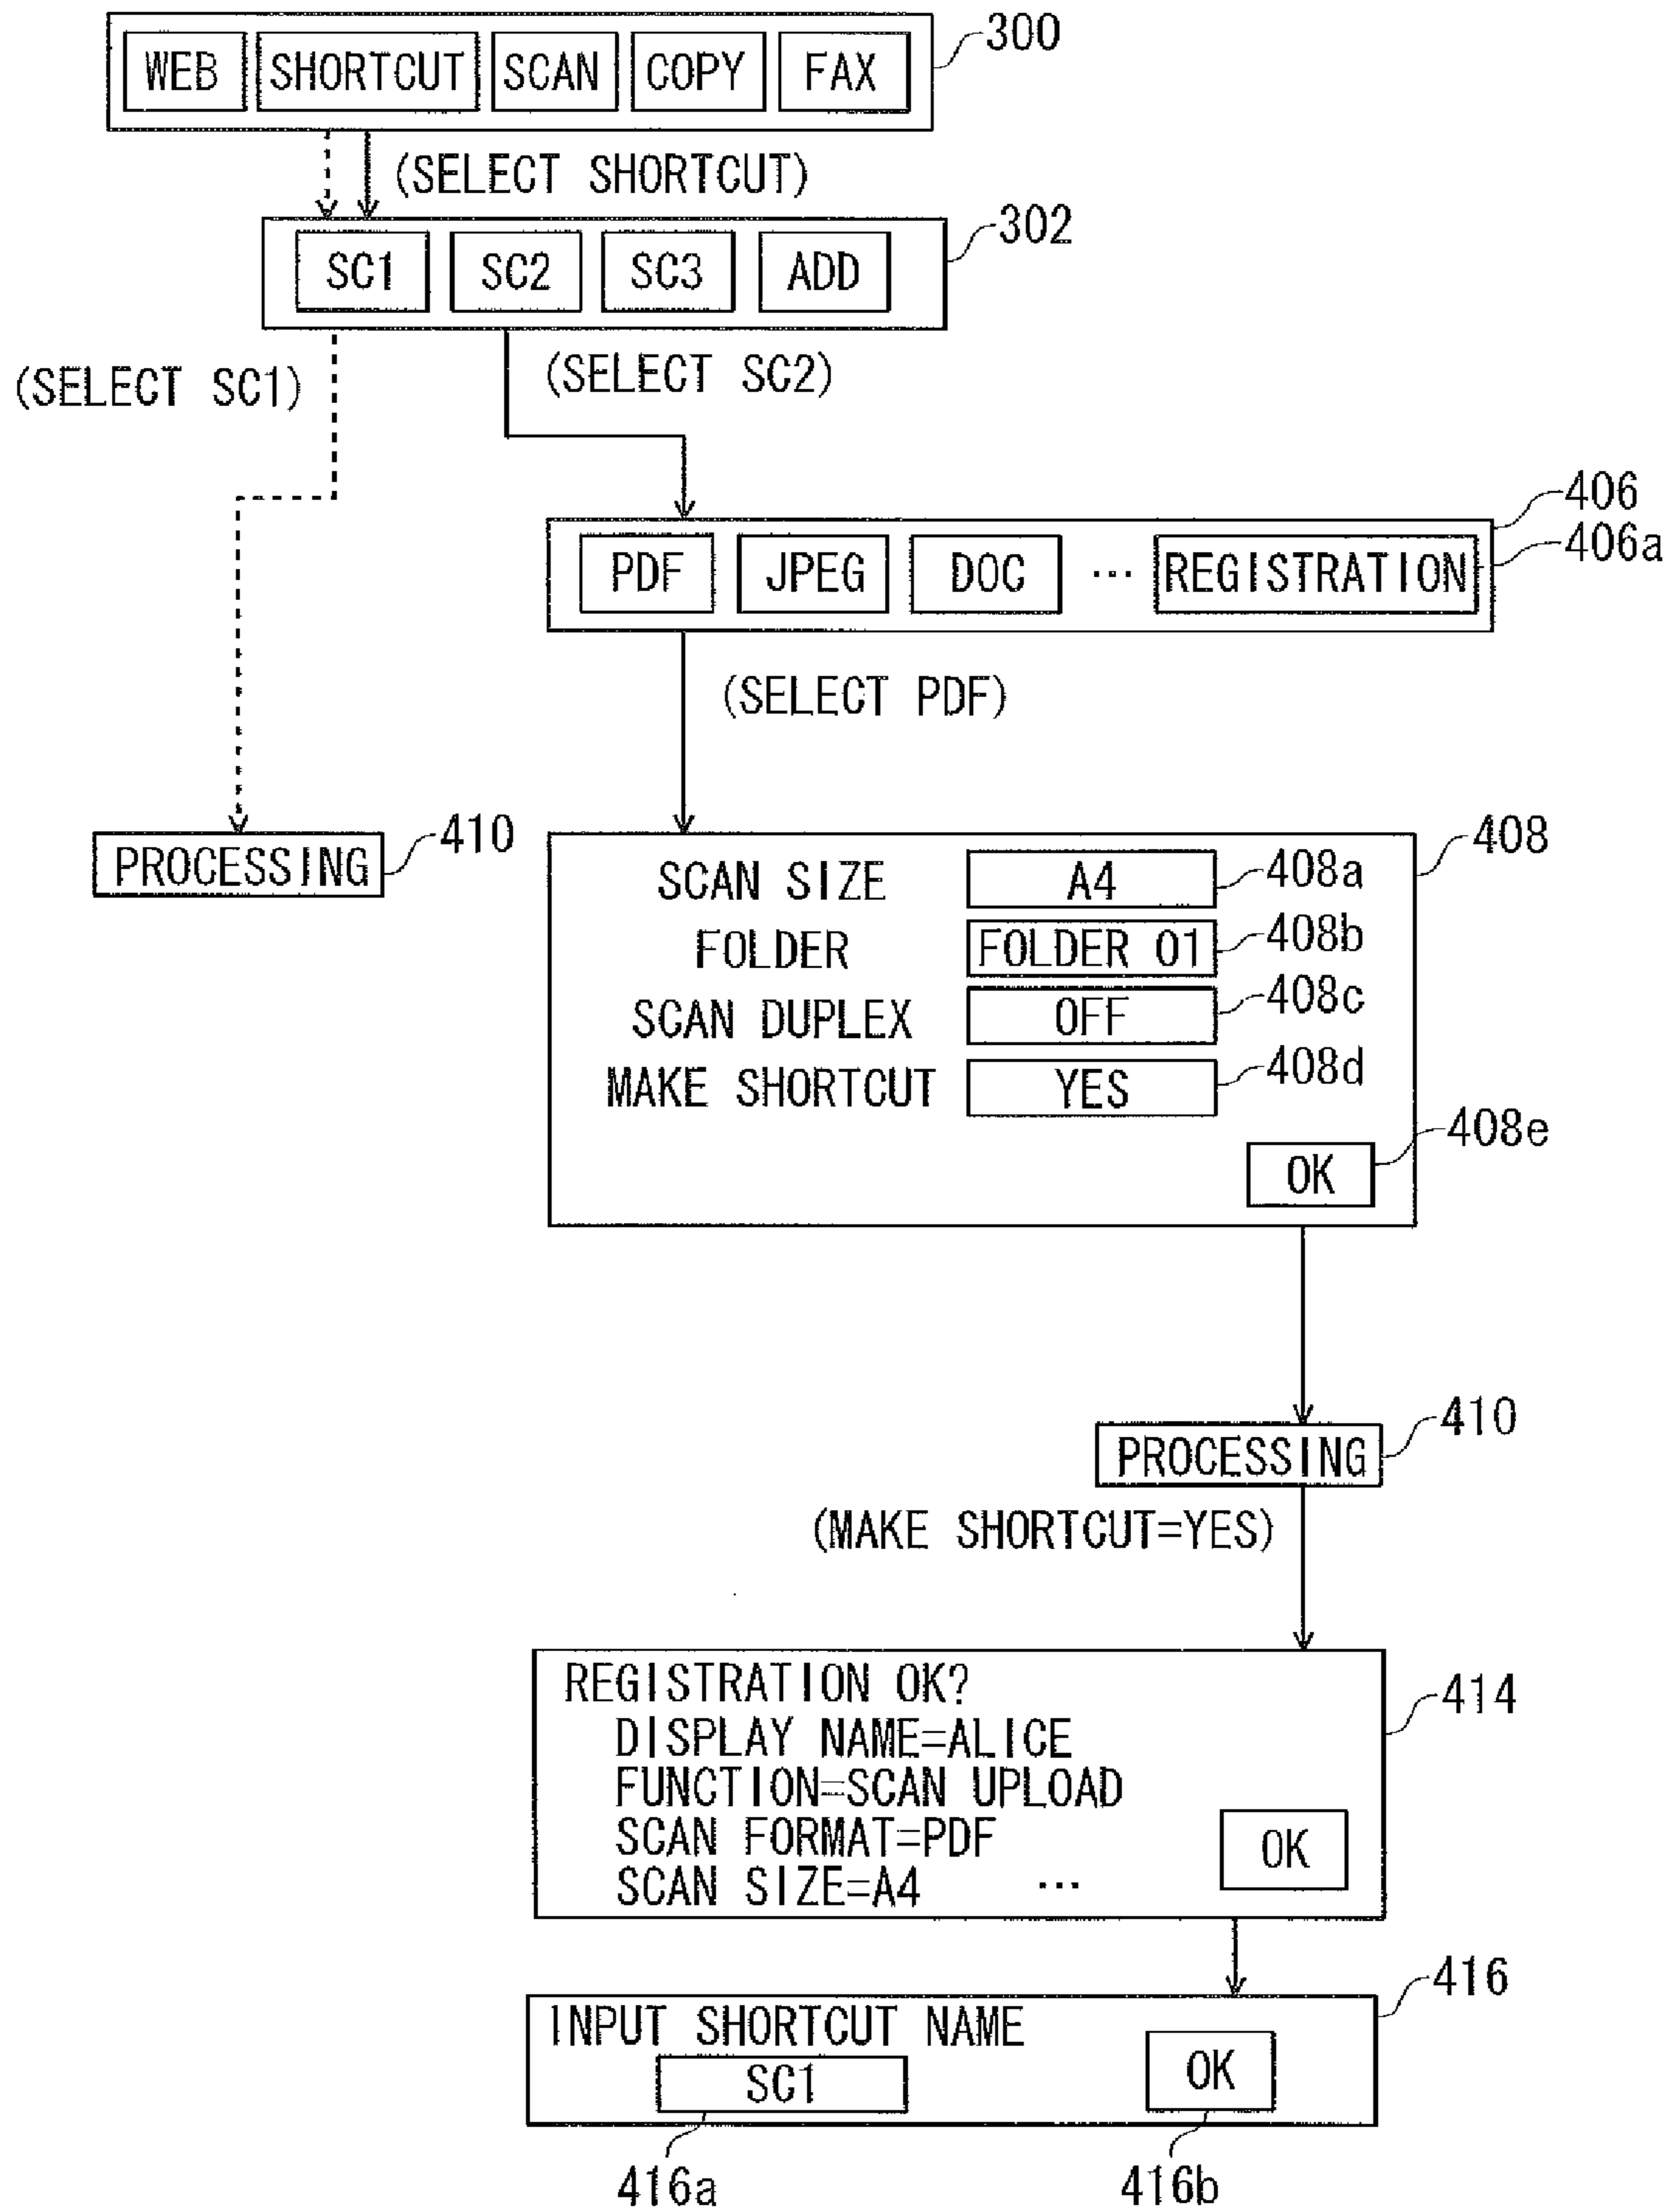 WEB SHORTCUT SCAN COPY FAX 300
(SELECT SHORTCUT)
SC1 SC2 SC3 ADD 302
(SELECT SC1) (SELECT SC2)
406
PDF JPEG DOC ... REGISTRATION 406a
(SELECT PDF)
PROCESSING 410
408
SCAN SIZE A4 408a
FOLDER FOLDER 01 408b
SCAN DUPLEX OFF 408c
MAKE SHORTCUT YES 408d
OK 408e
PROCESSING 410
(MAKE SHORTCUT=YES)
REGISTRATION OK? 414
DISPLAY NAME=ALICE
FUNCTION=SCAN UPLOAD
SCAN FORMAT=PDF OK
SCAN SIZE=A4 ...
INPUT SHORTCUT NAME 416
SC1 OK
416a 416b